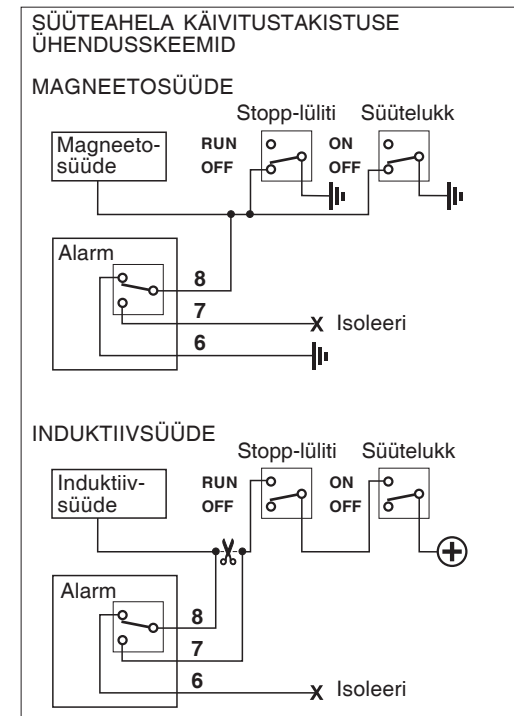 SÜÜTEAHELA KÄIVITUSTAKISTUSE
ÜHENDUSSKEEMID
MAGNEETOSÜÜDE
Stopp-lüliti Süütelukk
Magneeto-
süüde
RUN
OFF
ON
OFF
Alarm
8
7
X Isoleeri
6
INDUKTIIVSÜÜDE
Stopp-lüliti Süütelukk
Induktiiv-
süüde
RUN
OFF
ON
OFF
Alarm
8
7
6
X Isoleeri